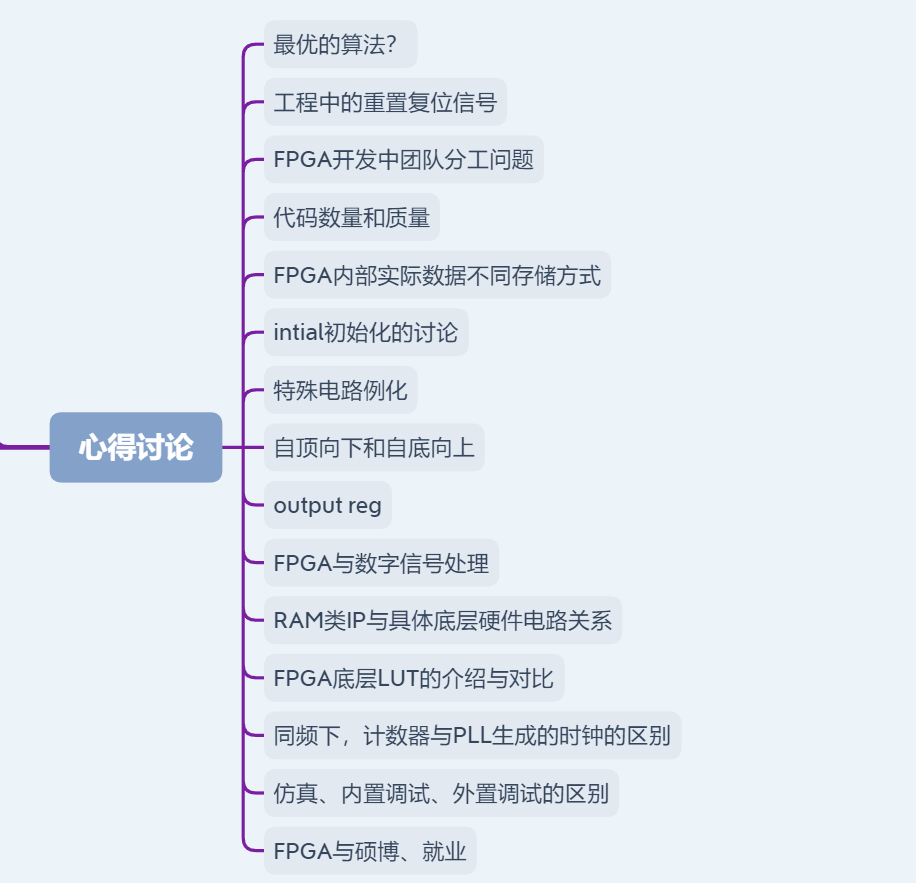 最优的算法？
工程中的重置复位信号
FPGA开发中团队分工问题
代码数量和质量
FPGA内部实际数据不同存储方式
intial初始化的讨论
特殊电路例化
心得讨论
自顶向下和自底向上
output reg
FPGA与数字信号处理
RAM类IP与具体底层硬件电路关系
FPGA底层LUT的介绍与对比
同频下，计数器与PLL生成的时钟的区别
仿真、内置调试、外置调试的区别
FPGA与硕博、就业